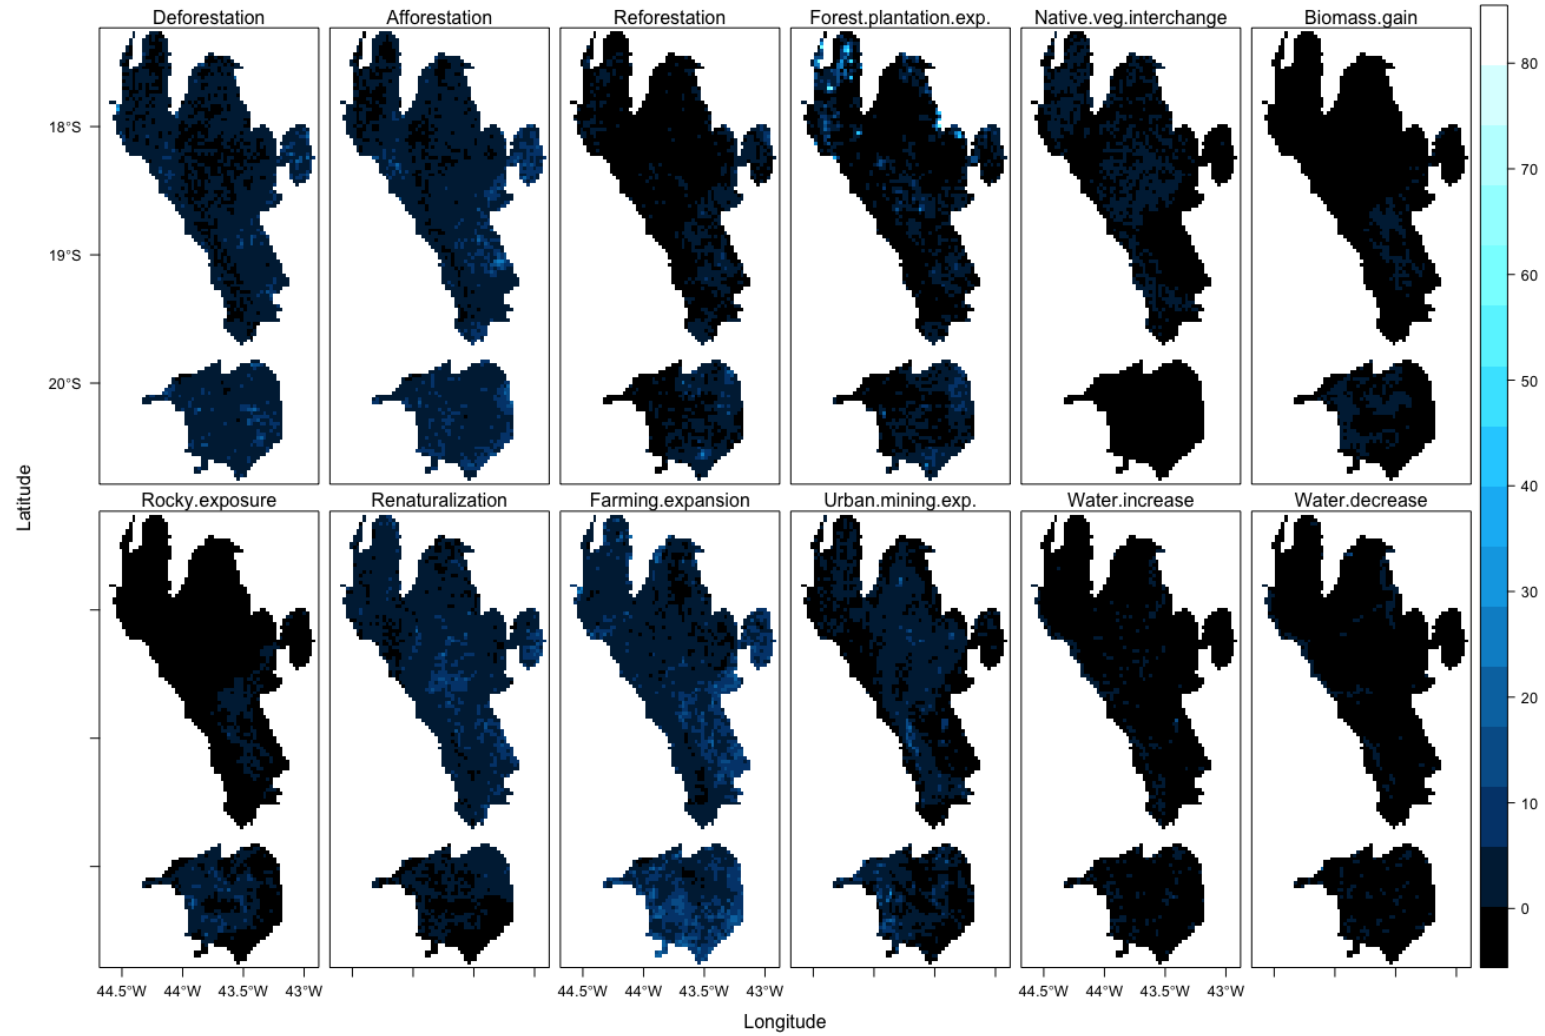 Deforestation
Afforestation
Reforestation
Forest.plantation.exp.
Native.veg.interchange
Biomass.gain
18°S
19°S
20°S
Latitude
Rocky.exposure
Renaturalization
Farming.expansion
Urban.mining.exp.
Water.increase
Water.decrease
44.5°W 44°W 43.5°W 43°W
44.5°W 44°W 43.5°W 43°W
44.5°W 44°W 43.5°W 43°W
Longitude
80
70
60
50
40
30
20
10
0